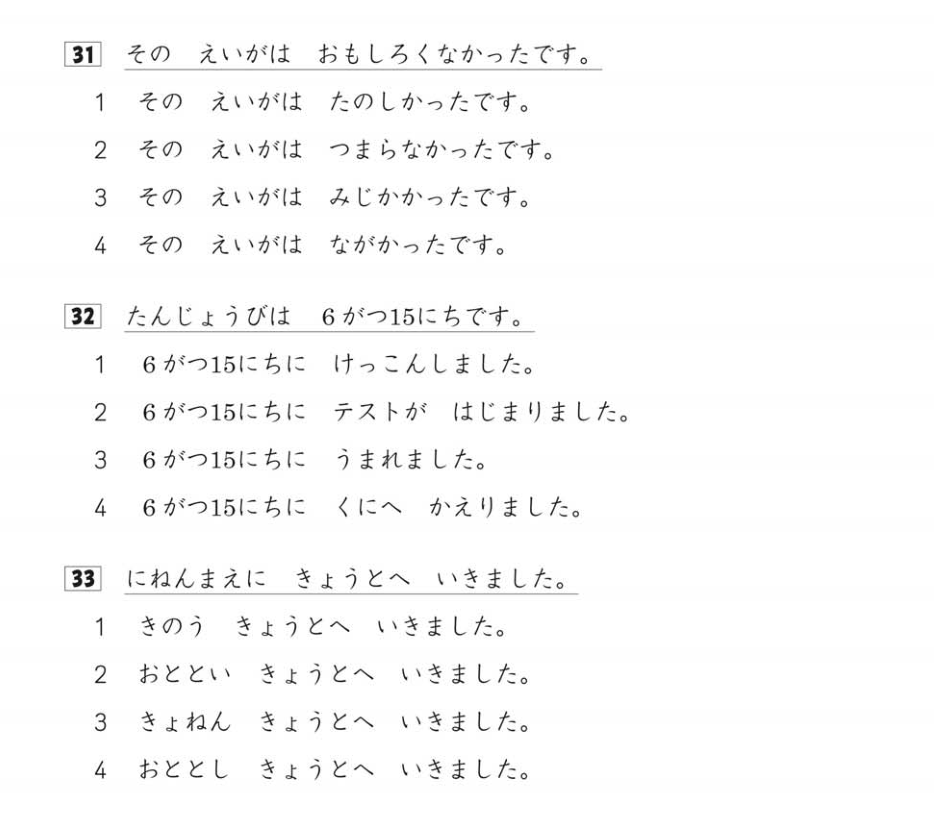 31 その えいがは おもしろくなかったです。
1 その えいがは たのしかったです。
2 その えいがは つまらなかったです。
3 その えいがは みじかかったです。
4 その えいがは ながかったです。
32 たんじょうびは 6がつ15にちです。
1 6がつ15にちに けっこんしました。
2 6がつ15にちに テストが はじまりました。
3 6がつ15にちに うまれました。
4 6がつ15にちに くにへ かえりました。
33 にねんまえに きょうとへ いきました。
1 きのう きょうとへ いきました。
2 おととい きょうとへ いきました。
3 きょねん きょうとへ いきました。
4 おととし きょうとへ いきました。